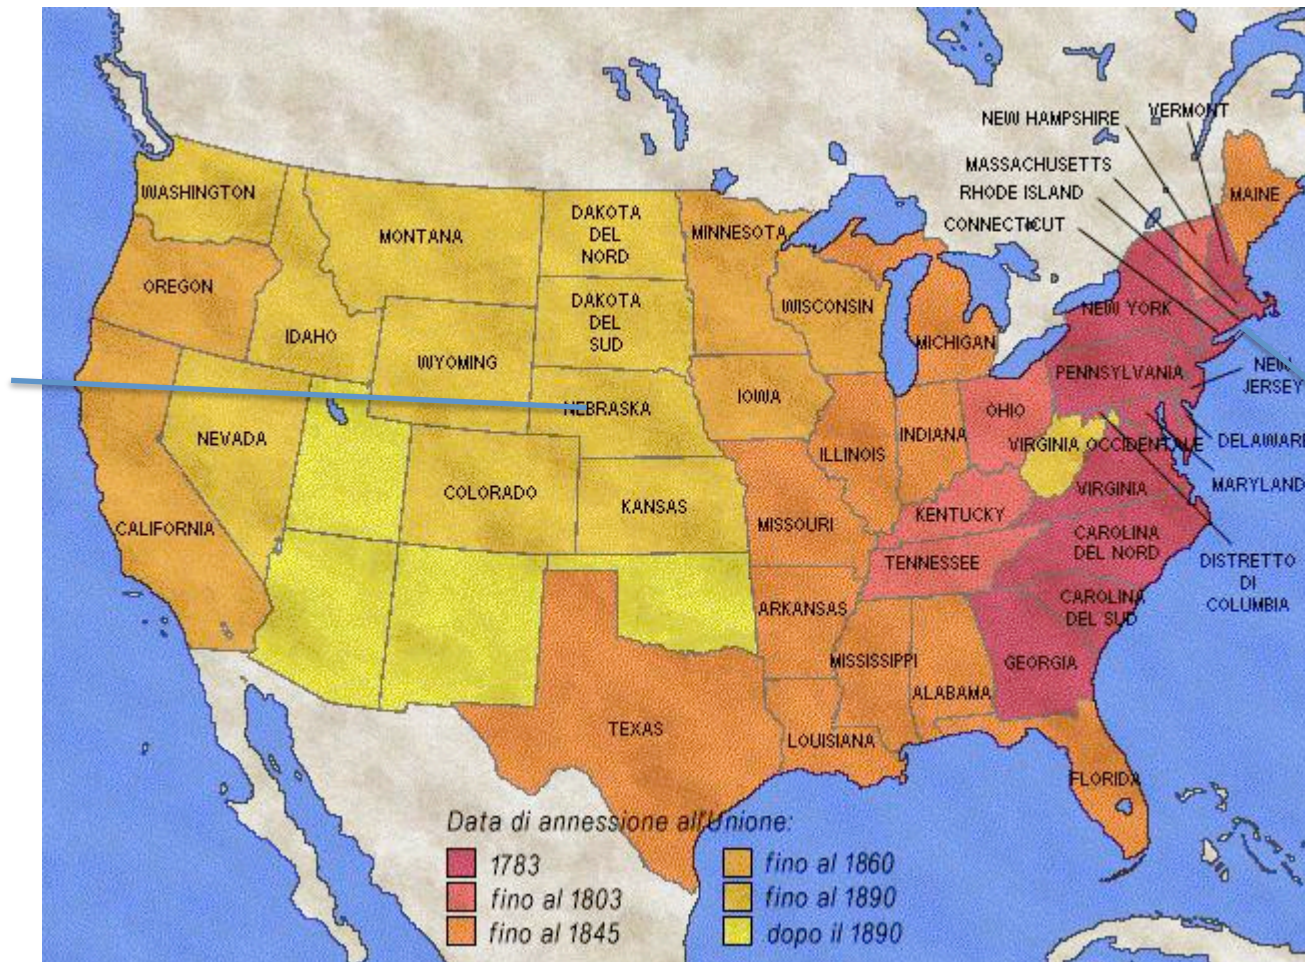 NEW HAMPSHIRE
VERMONT
MASSACHUSETTS
RHODE ISLAND
CONNECTICUT
MAINE
WASHINGTON
MONTANA
DAKOTA
DEL
NORD
MINNESOTA
OREGON
IDAHO
WYOMING
DAKOTA
DEL
SUD
WISCONSIN
MICHIGAN
NEW YORK
PENNSYLVANIA
NEW
JERSEY
NEVADA
NEBRASKA
IOWA
ILLINOIS
INDIANA
OHIO
VIRGINIA OCCIDENTALE
DELAWARE
MARYLAND
CALIFORNIA
COLORADO
KANSAS
MISSOURI
KENTUCKY
VIRGINIA
TENNESSEE
CAROLINA
DEL NORD
DISTRETTO
DI
COLUMBIA
ARKANSAS
CAROLINA
DEL SUD
MISSISSIPPI
ALABAMA
GEORGIA
TEXAS
LOUISIANA
FLORIDA
Data di annessione all'Unione:
1783
fino al 1803
fino al 1845
fino al 1860
fino al 1890
dopo il 1890